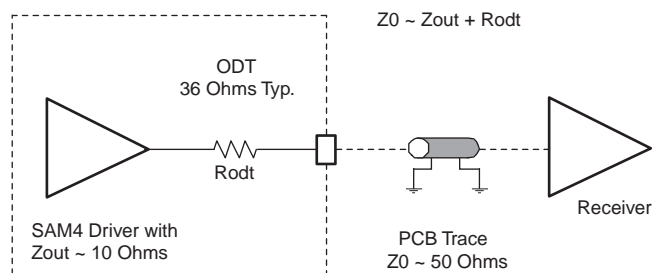 Z0 ~ Zout + Rodt
ODT
36 Ohms Typ.
Rodt
Receiver
SAM4 Driver with
Zout ~ 10 Ohms
PCB Trace
Z0 ~ 50 Ohms